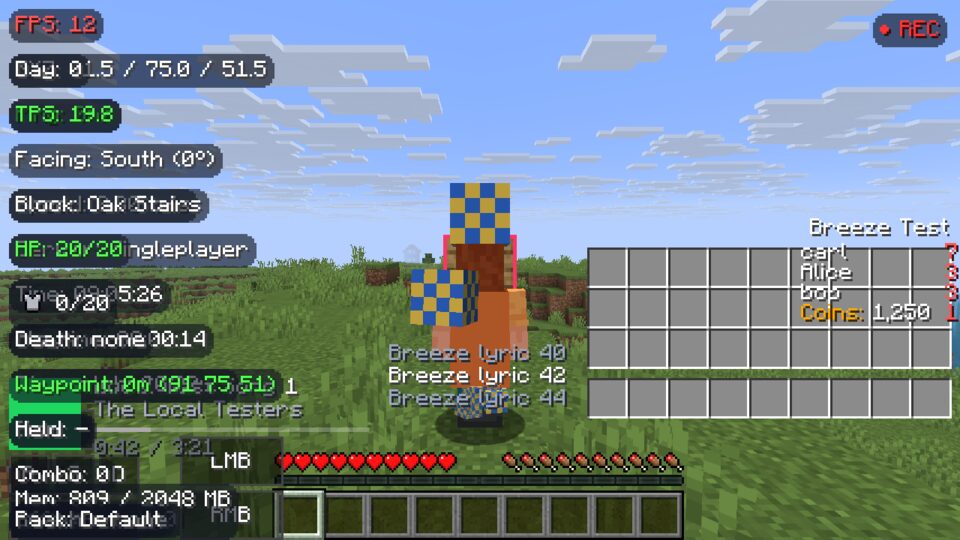 FPS: 12
REC
Day: 01.5 / 75.0 / 51.5
TPS: 19.8
Facing: South (0°)
Block: Oak Stairs
Breeze Test
HP: 20/20 ingleplayer
carl 7
Alice 3
0/20 5:26
bob 3
Coins: 1,250 1
Death: none 00:14
Breeze lyric 40
Breeze lyric 42
Breeze lyric 44
Waypoint: 0m (91 75 51) 1
The Local Testers
Held: —
0:42 / 3:21
LMB
Combo: 0
Mem: 809 / 2048 MB
RMB
Pack: Default